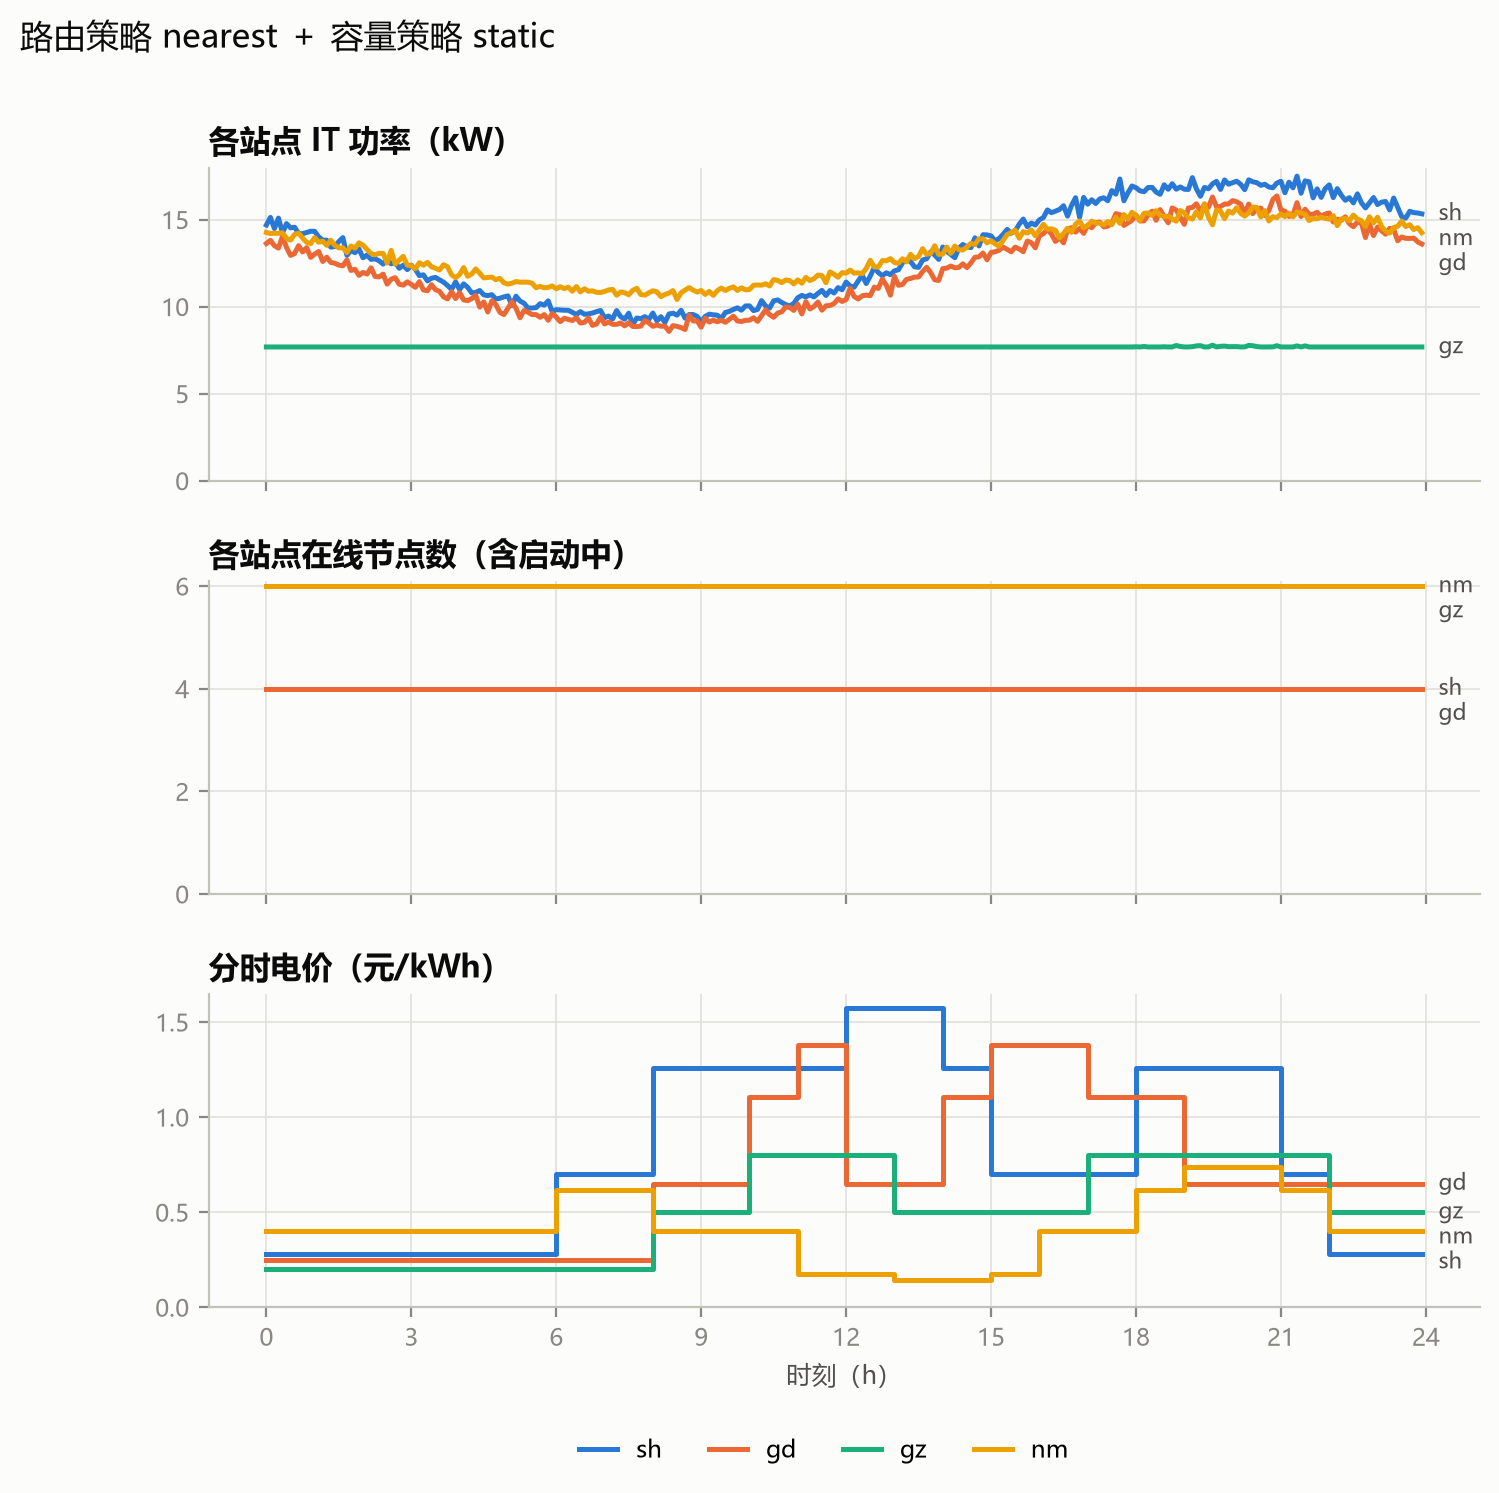 路由策略 nearest + 容量策略 static
各站点 IT 功率（kW）
15
10
5
0
sh
nm
gd
gz
各站点在线节点数（含启动中）
6
4
2
0
nm
gz
sh
gd
分时电价（元/kWh）
1.5
1.0
0.5
0.0
gd
gz
nm
sh
0 3 6 9 12 15 18 21 24
时刻（h）
sh gd gz nm